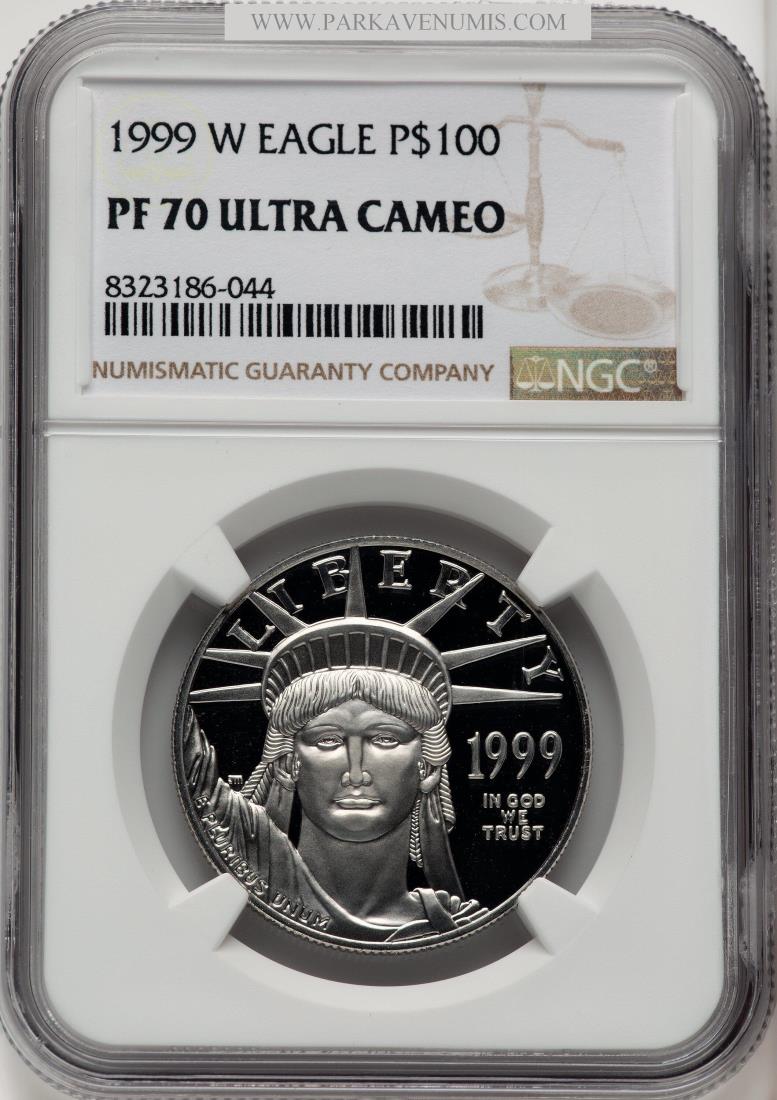 WWW.PARKAVENUMIS.COM
1999 W EAGLE P$100
PF 70 ULTRA CAMEO
8323186-044
NUMISMATIC GUARANTY COMPANY
NGC®
LIBERTY
1999
IN GOD
WE
TRUST
E PLURIBUS UNUM